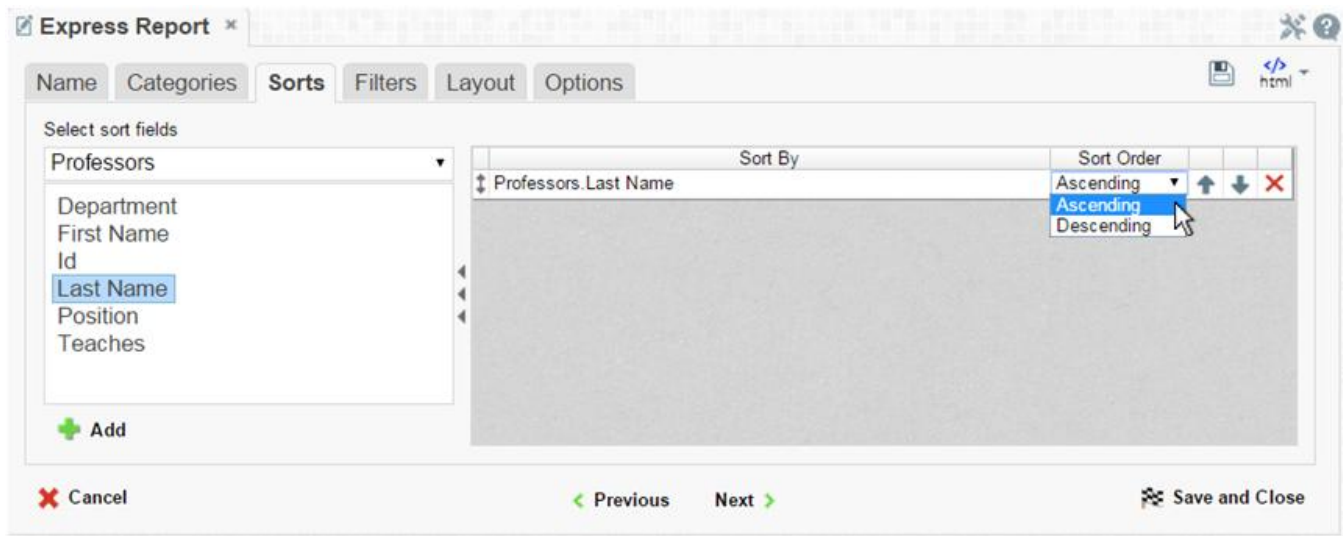 Express Report ×
Name Categories Sorts Filters Layout Options
</> html
Select sort fields
Professors
Department
First Name
Id
Last Name
Position
Teaches
Add
Sort By Sort Order
Professors.Last Name Ascending
Ascending
Descending
Cancel < Previous Next > Save and Close